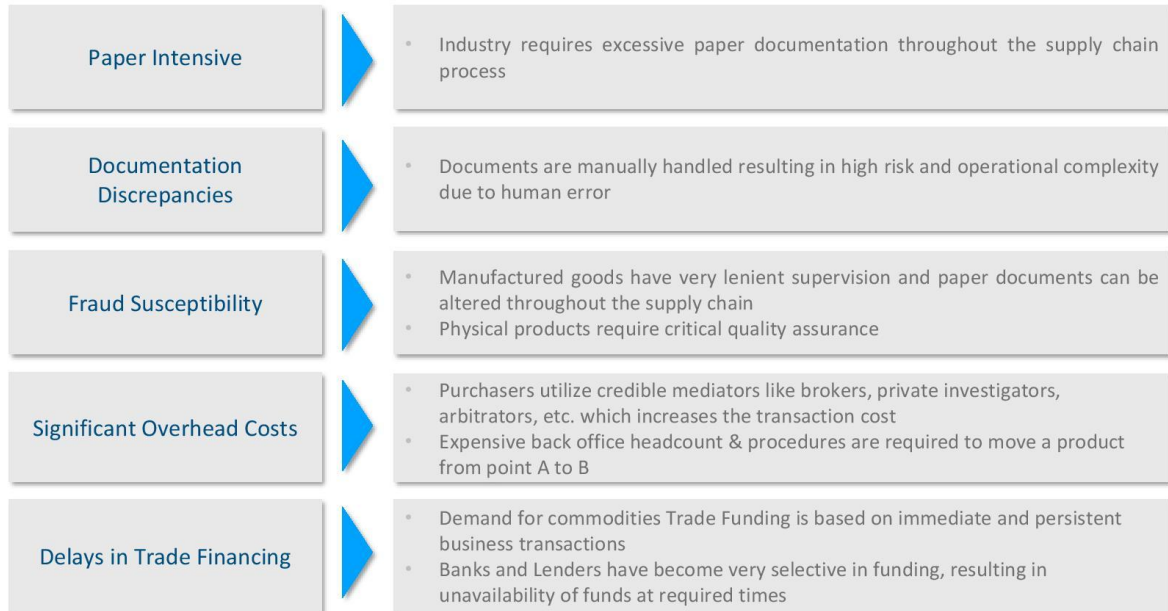 Paper Intensive
• Industry requires excessive paper documentation throughout the supply chain
process
Documentation
Discrepancies
• Documents are manually handled resulting in high risk and operational complexity
due to human error
Fraud Susceptibility
• Manufactured goods have very lenient supervision and paper documents can be
altered throughout the supply chain
• Physical products require critical quality assurance
Significant Overhead Costs
• Purchasers utilize credible mediators like brokers, private investigators,
arbitrators, etc. which increases the transaction cost
• Expensive back office headcount & procedures are required to move a product
from point A to B
Delays in Trade Financing
• Demand for commodities Trade Funding is based on immediate and persistent
business transactions
• Banks and Lenders have become very selective in funding, resulting in
unavailability of funds at required times